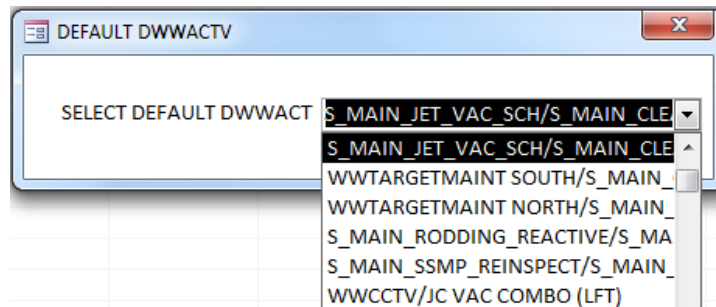 DEFAULT DWWACTV
SELECT DEFAULT DWWACT S_MAIN_JET_VAC_SCH/S_MAIN_CLE
S_MAIN_JET_VAC_SCH/S_MAIN_CLE
WWTARGETMAINT SOUTH/S_MAIN_
WWTARGETMAINT NORTH/S_MAIN_
S_MAIN_RODDING_REACTIVE/S_MA
S_MAIN_SSMP_REINSPECT/S_MAIN_
WWCCTV/JC VAC COMBO (LFT)